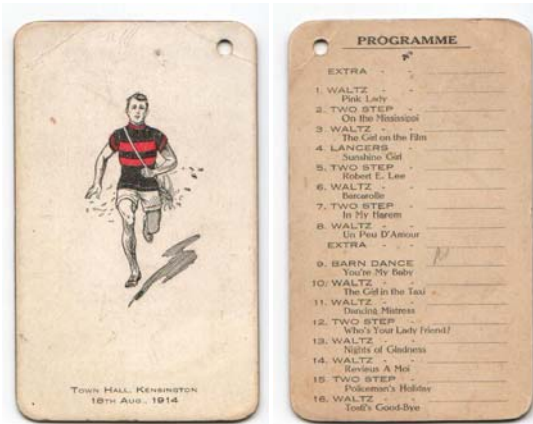 TOWN HALL, KENSINGTON
18TH AUG., 1914
PROGRAMME
EXTRA - -
1. WALTZ - -
Pink Lady
2. TWO STEP -
On the Mississippi
3. WALTZ - -
The Girl on the Film
4. LANCERS -
Sunshine Girl
5. TWO STEP -
Robert E. Lee
6. WALTZ - -
Barcarolle
7. TWO STEP -
In My Harem
8. WALTZ - -
Un Peu D'Amour
EXTRA - -
9. BARN DANCE -
You're My Baby
10. WALTZ - -
The Girl in the Taxi
11. WALTZ - -
Dancing Mistress
12. TWO STEP -
Who's Your Lady Friend?
13. WALTZ - -
Nights of Gladness
14. WALTZ - -
Reviens A Moi
15. TWO STEP -
Policeman's Holiday
16. WALTZ - -
Tosti's Good-Bye